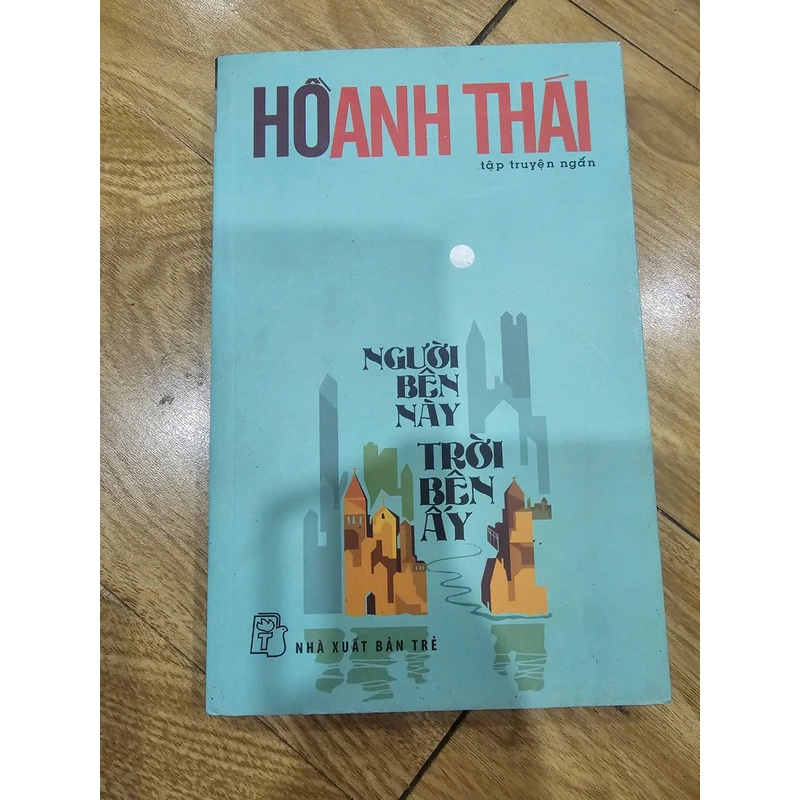 HỒ ANH THÁI
tập truyện ngắn
NGƯỜI
BÊN
NÀY
TRỜI
BÊN
ẤY
NHÀ XUẤT BẢN TRẺ